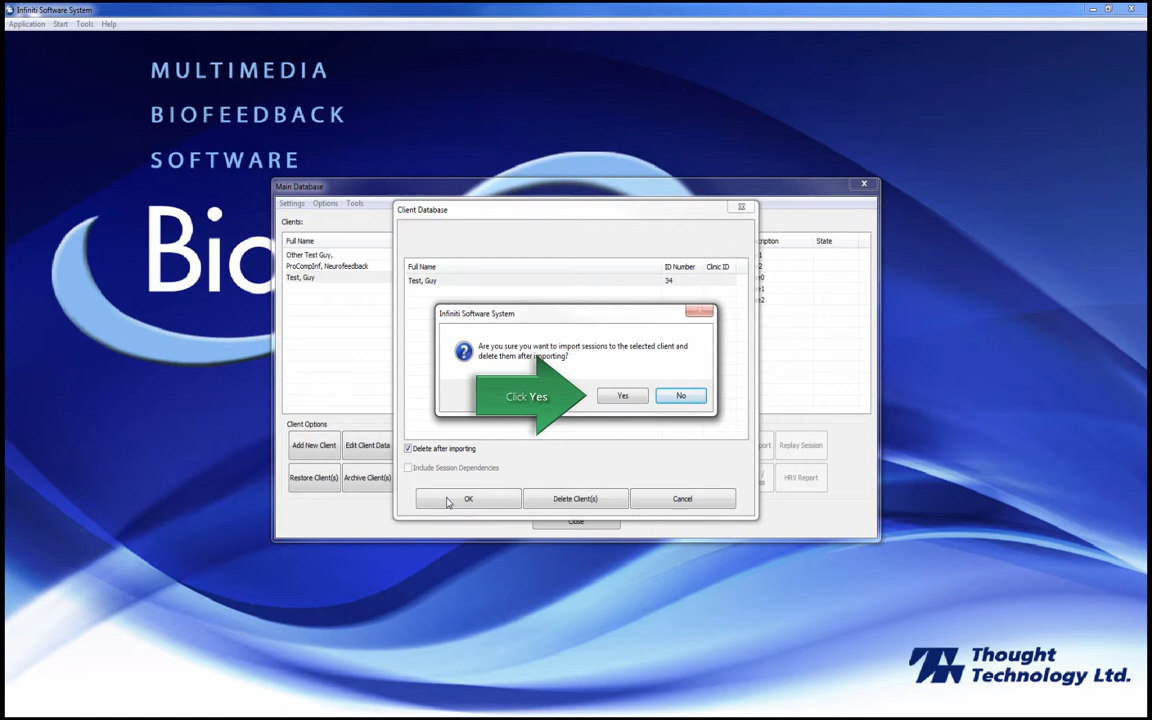 Infiniti Software System
Application Start Tools Help
MULTIMEDIA
BIOFEEDBACK
SOFTWARE
Bio
Main Database
Settings Options Tools
Clients:
Full Name
Other Test Guy,
ProCompInf, Neurofeedback
Test, Guy
Client Options
Add New Client Edit Client Data
Restore Client(s) Archive Client(s)
Client Database
Full Name ID Number Clinic ID
Test, Guy 34
Infiniti Software System
Are you sure you want to import sessions to the selected client and
delete them after importing?
Click Yes
Yes No
Delete after importing
Include Session Dependencies
OK Delete Client(s) Cancel
State
Replay Session
HRV Report
Close
Thought
Technology Ltd.